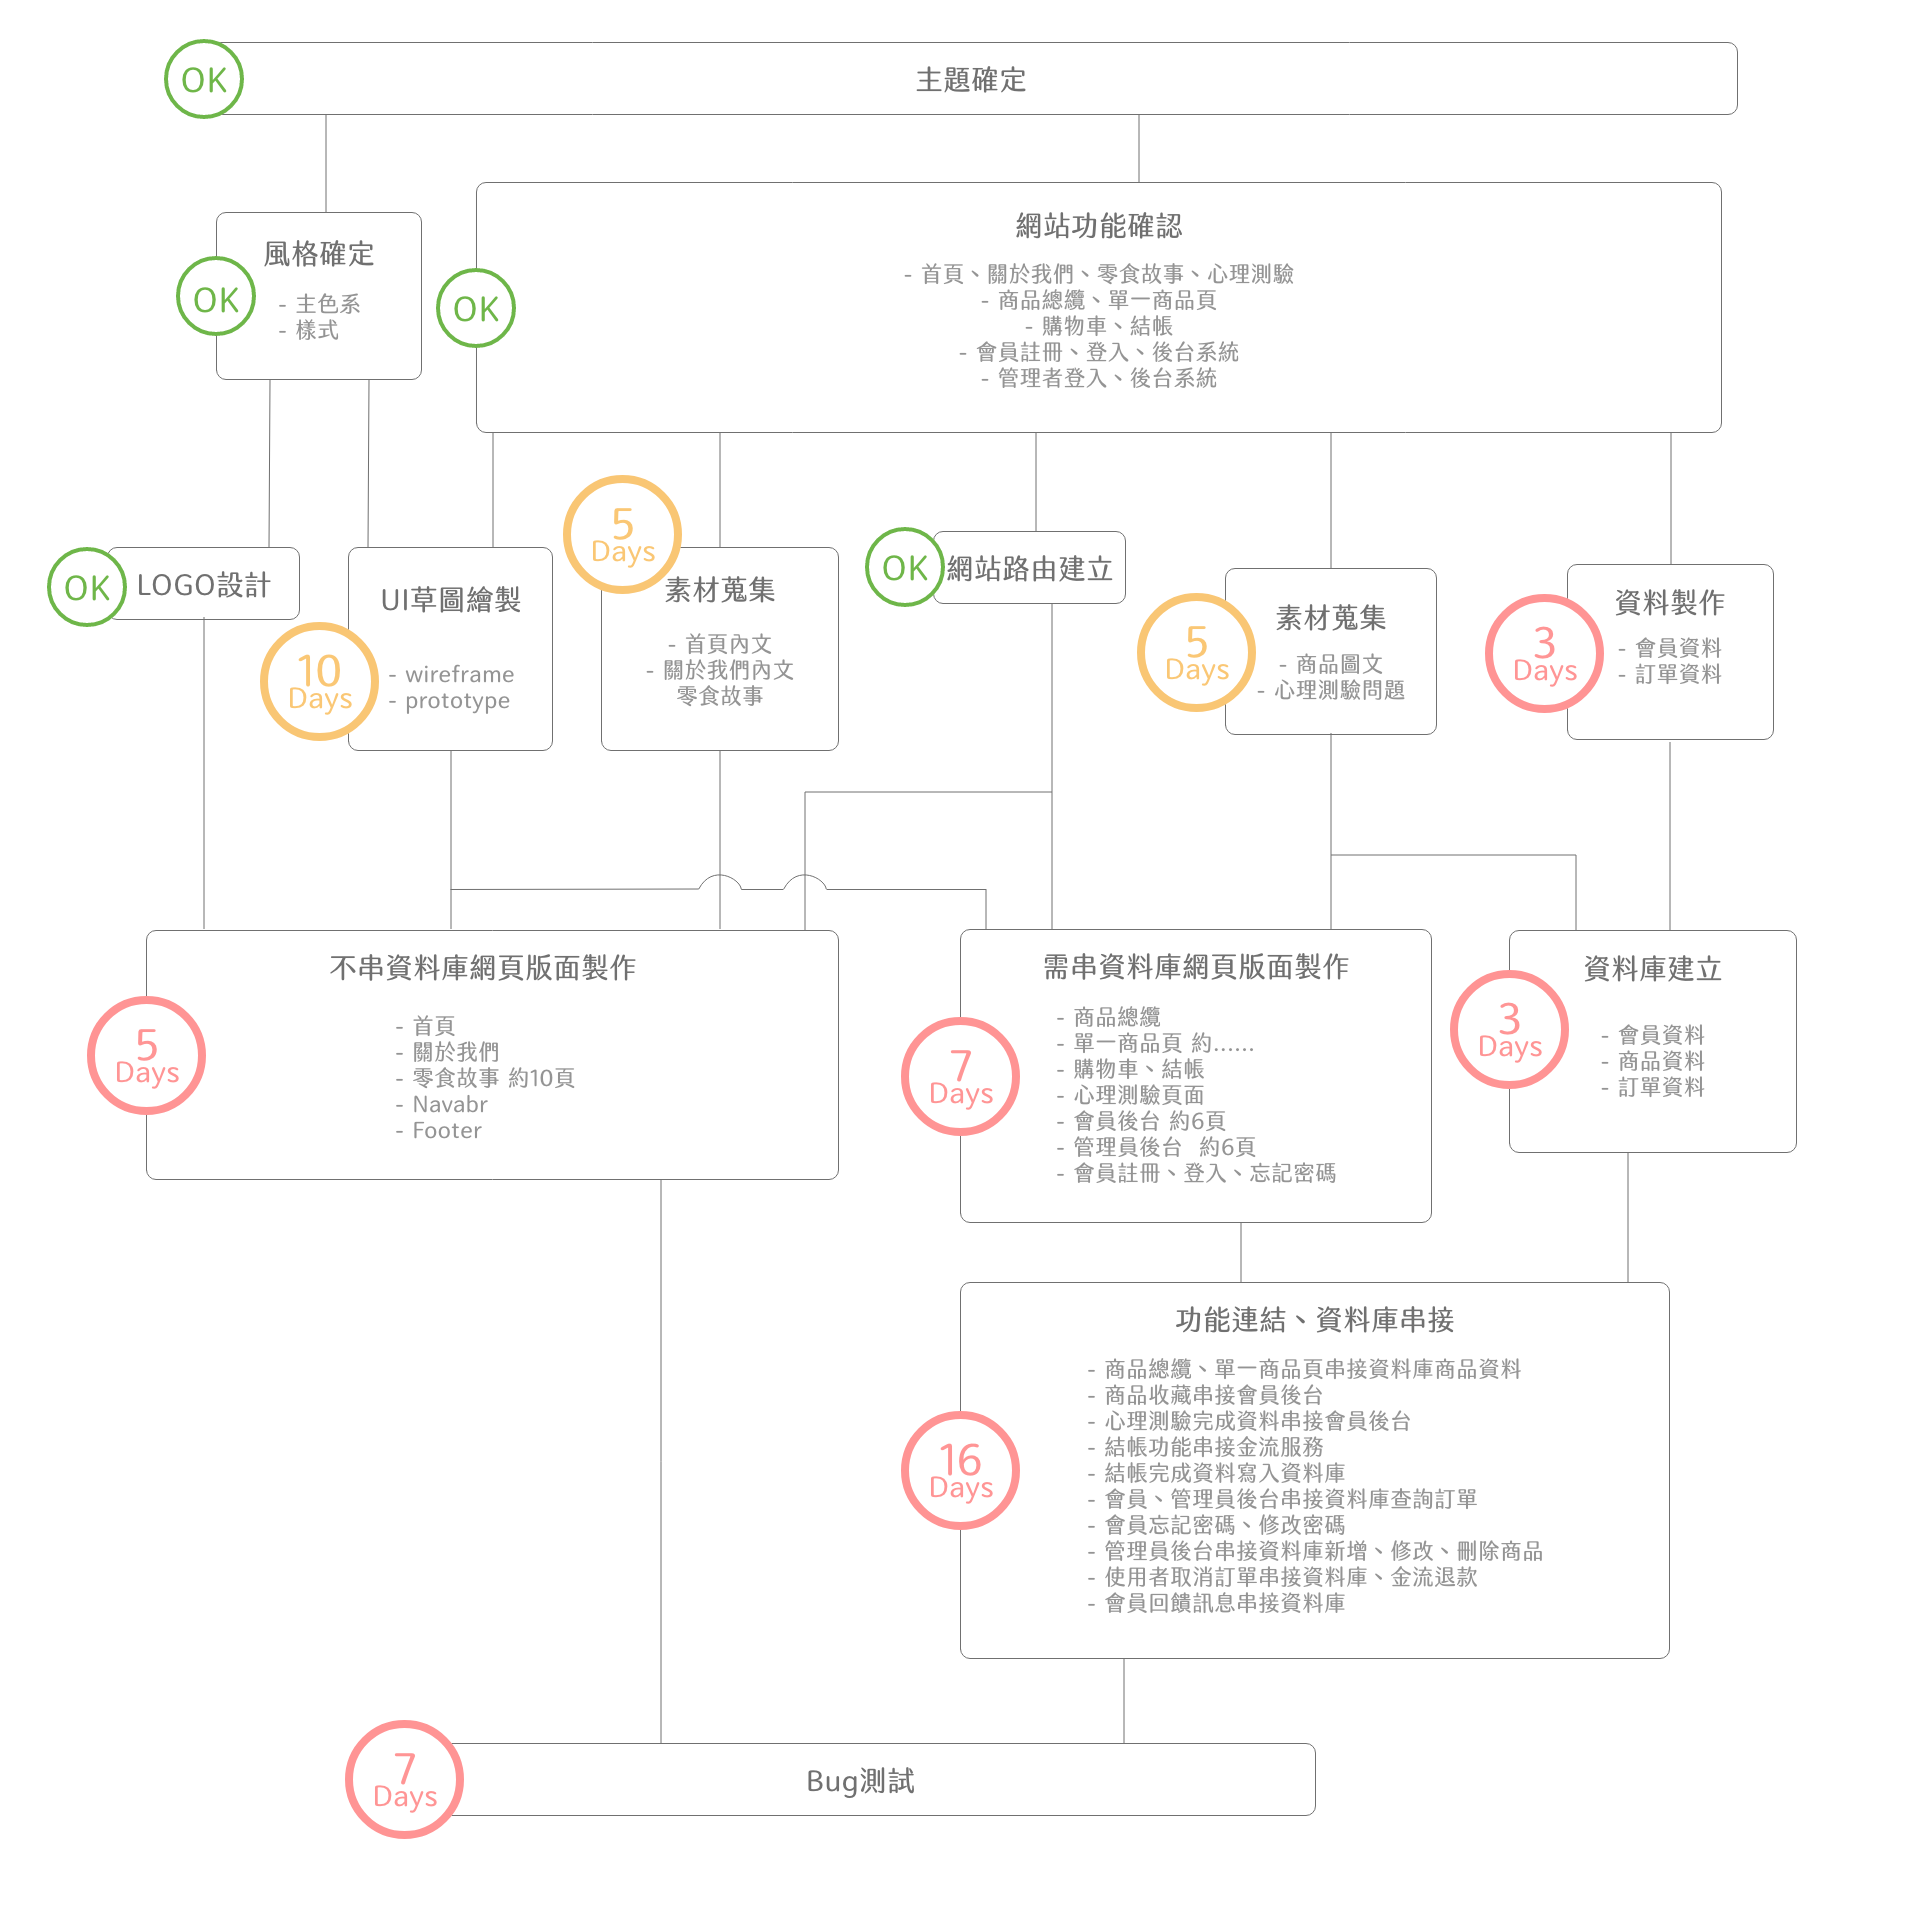 OK
主題確定
OK
風格確定
- 主色系
- 樣式
OK
網站功能確認
- 首頁、關於我們、零食故事、心理測驗
- 商品總纜、單一商品頁
- 購物車、結帳
- 會員註冊、登入、後台系統
- 管理者登入、後台系統
OK
LOGO設計
10
Days
UI草圖繪製
- wireframe
- prototype
5
Days
素材蒐集
- 首頁內文
- 關於我們內文
零食故事
OK
網站路由建立
5
Days
素材蒐集
- 商品圖文
- 心理測驗問題
3
Days
資料製作
- 會員資料
- 訂單資料
5
Days
不串資料庫網頁版面製作
- 首頁
- 關於我們
- 零食故事 約10頁
- Navabr
- Footer
7
Days
需串資料庫網頁版面製作
- 商品總纜
- 單一商品頁 約......
- 購物車、結帳
- 心理測驗頁面
- 會員後台 約6頁
- 管理員後台  約6頁
- 會員註冊、登入、忘記密碼
3
Days
資料庫建立
- 會員資料
- 商品資料
- 訂單資料
16
Days
功能連結、資料庫串接
- 商品總纜、單一商品頁串接資料庫商品資料
- 商品收藏串接會員後台
- 心理測驗完成資料串接會員後台
- 結帳功能串接金流服務
- 結帳完成資料寫入資料庫
- 會員、管理員後台串接資料庫查詢訂單
- 會員忘記密碼、修改密碼
- 管理員後台串接資料庫新增、修改、刪除商品
- 使用者取消訂單串接資料庫、金流退款
- 會員回饋訊息串接資料庫
7
Days
Bug測試